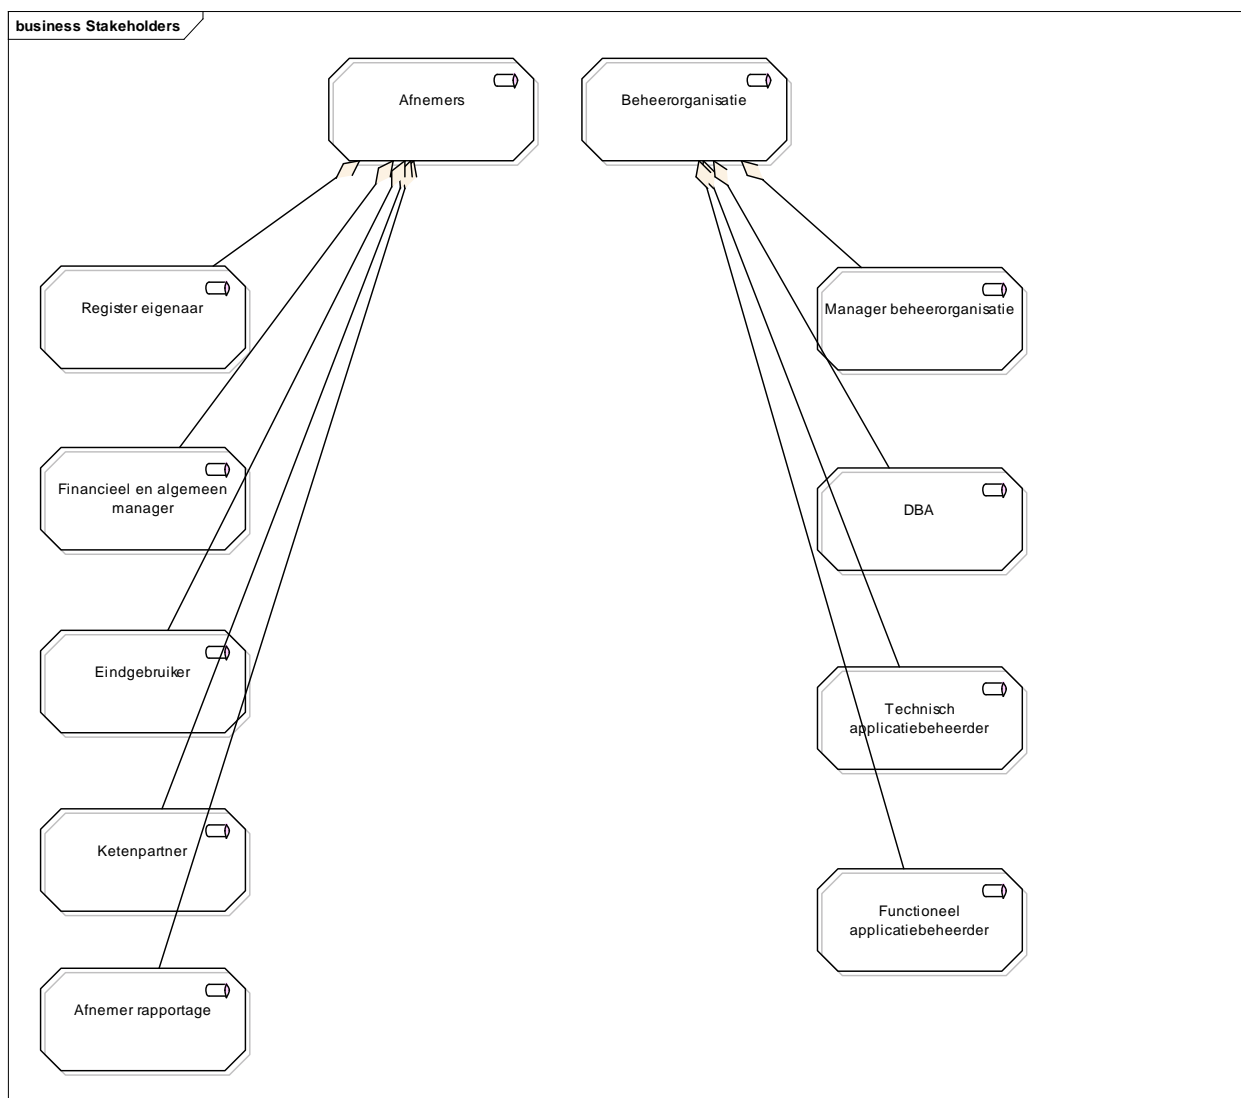 business Stakeholders
Afnemers
Beheerorganisatie
Register eigenaar
Manager beheerorganisatie
Financieel en algemeen
manager
DBA
Eindgebruiker
Technisch
applicatiebeheerder
Ketenpartner
Functioneel
applicatiebeheerder
Afnemer rapportage